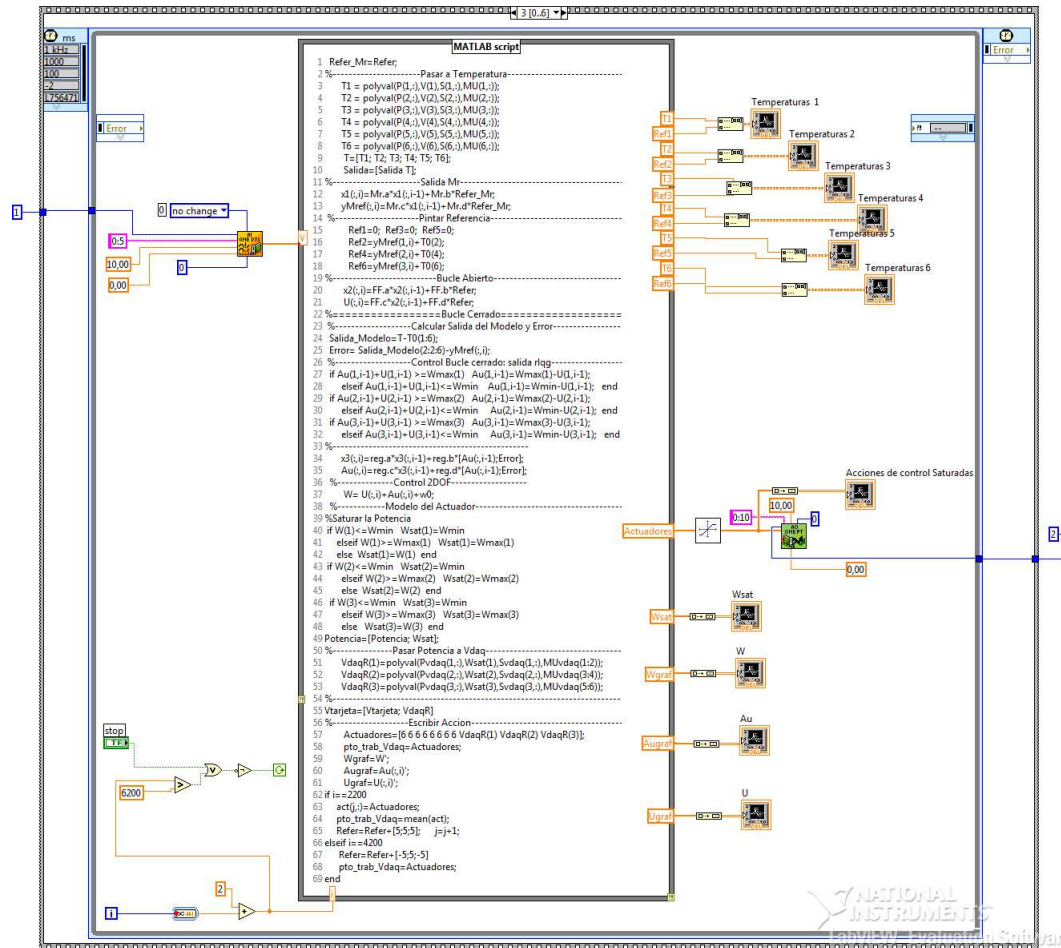 3 [0..6]
ms
1 kHz
1000
100
-2
L756471
Error
Error
--
MATLAB script
1 Refer_Mr=Refer;
2 %----------------------Pasar a Temperatura----------------------------
3 T1 = polyval(P(1,:),V(1),S(1,:),MU(1,:));
4 T2 = polyval(P(2,:),V(2),S(2,:),MU(2,:));
5 T3 = polyval(P(3,:),V(3),S(3,:),MU(3,:));
6 T4 = polyval(P(4,:),V(4),S(4,:),MU(4,:));
7 T5 = polyval(P(5,:),V(5),S(5,:),MU(5,:));
8 T6 = polyval(P(6,:),V(6),S(6,:),MU(6,:));
9 T=[T1; T2; T3; T4; T5; T6];
10 Salida=[Salida T];
11 %----------------------Salida Mr----------------------------
12 x1(:,i)=Mr.a*x1(:,i-1)+Mr.b*Refer_Mr;
13 yMref(:,i)=Mr.c*x1(:,i-1)+Mr.d*Refer_Mr;
14 %----------------------Pintar Referencia----------------------------
15 Ref1=0; Ref3=0; Ref5=0;
16 Ref2=yMref(1,i)+T0(2);
17 Ref4=yMref(2,i)+T0(4);
18 Ref6=yMref(3,i)+T0(6);
19 %----------------------Bucle Abierto----------------------------
20 x2(:,i)=FF.a*x2(:,i-1)+FF.b*Refer;
21 U(:,i)=FF.c*x2(:,i-1)+FF.d*Refer;
22 %==================Bucle Cerrado====================
23 %-----------------Calcular Salida del Modelo y Error----------------
24 Salida_Modelo=T-T0(1:6);
25 Error= Salida_Modelo(2:2:6)-yMref(:,i);
26 %-----------------Control Bucle cerrado: salida rlqg----------------
27 if Au(1,i-1)+U(1,i-1) >=Wmax(1) Au(1,i-1)=Wmax(1)-U(1,i-1);
28 elseif Au(1,i-1)+U(1,i-1)<=Wmin Au(1,i-1)=Wmin-U(1,i-1); end
29 if Au(2,i-1)+U(2,i-1) >=Wmax(2) Au(2,i-1)=Wmax(2)-U(2,i-1);
30 elseif Au(2,i-1)+U(2,i-1)<=Wmin Au(2,i-1)=Wmin-U(2,i-1); end
31 if Au(3,i-1)+U(3,i-1) >=Wmax(3) Au(3,i-1)=Wmax(3)-U(3,i-1);
32 elseif Au(3,i-1)+U(3,i-1)<=Wmin Au(3,i-1)=Wmin-U(3,i-1); end
33 %------------------------------------------
34 x3(:,i)=reg.a*x3(:,i-1)+reg.b*[Au(:,i-1);Error];
35 Au(:,i)=reg.c*x3(:,i-1)+reg.d*[Au(:,i-1);Error];
36 %--------------Control 2DOF--------------------
37 W= U(:,i)+Au(:,i)+w0;
38 %-------------Modelo del Actuador--------------------
39 %Saturar la Potencia
40 if W(1)<=Wmin Wsat(1)=Wmin
41 elseif W(1)>=Wmax(1) Wsat(1)=Wmax(1)
42 else Wsat(1)=W(1) end
43 if W(2)<=Wmin Wsat(2)=Wmin
44 elseif W(2)>=Wmax(2) Wsat(2)=Wmax(2)
45 else Wsat(2)=W(2) end
46 if W(3)<=Wmin Wsat(3)=Wmin
47 elseif W(3)>=Wmax(3) Wsat(3)=Wmax(3)
48 else Wsat(3)=W(3) end
49 Potencia=[Potencia; Wsat];
50 %--------------Pasar Potencia a Vdaq------------------------
51 VdaqR(1)=polyval(Pvdaq(1,:),Wsat(1),Svdaq(1,:),MUvdaq(1:2));
52 VdaqR(2)=polyval(Pvdaq(2,:),Wsat(2),Svdaq(2,:),MUvdaq(3:4));
53 VdaqR(3)=polyval(Pvdaq(3,:),Wsat(3),Svdaq(3,:),MUvdaq(5:6));
54 %------------------------------------------------------------
55 Vtarjeta=[Vtarjeta; VdaqR]
56 %------------------Escribir Accion----------------------------
57 Actuadores=[6 6 6 6 6 6 6 6 VdaqR(1) VdaqR(2) VdaqR(3)];
58 pto_trab_Vdaq=Actuadores;
59 Wgraf=W';
60 Augraf=Au(:,i)';
61 Ugraf=U(:,i)';
62 if i==2200
63 act(j,:)=Actuadores;
64 pto_trab_Vdaq=mean(act);
65 Refer=Refer+[5;5;5]; j=j+1;
66 elseif i==4200
67 Refer=Refer+[-5;5;-5]
68 pto_trab_Vdaq=Actuadores;
69 end
1
0
no change
0:5
10,00
0,00
0
V
T1
Ref1
T2
Ref2
T3
Ref3
T4
Ref4
T5
Ref5
T6
Ref6
Temperaturas 1
Temperaturas 2
Temperaturas 3
Temperaturas 4
Temperaturas 5
Temperaturas 6
Acciones de control Saturadas
Actuadores
0:10
10,00
0
0,00
2
Wsat
Wsat
Wgraf
W
Augraf
Au
Ugraf
U
stop
TF
6200
2
i
i
NATIONAL
INSTRUMENTS
LabVIEW Evaluation Software